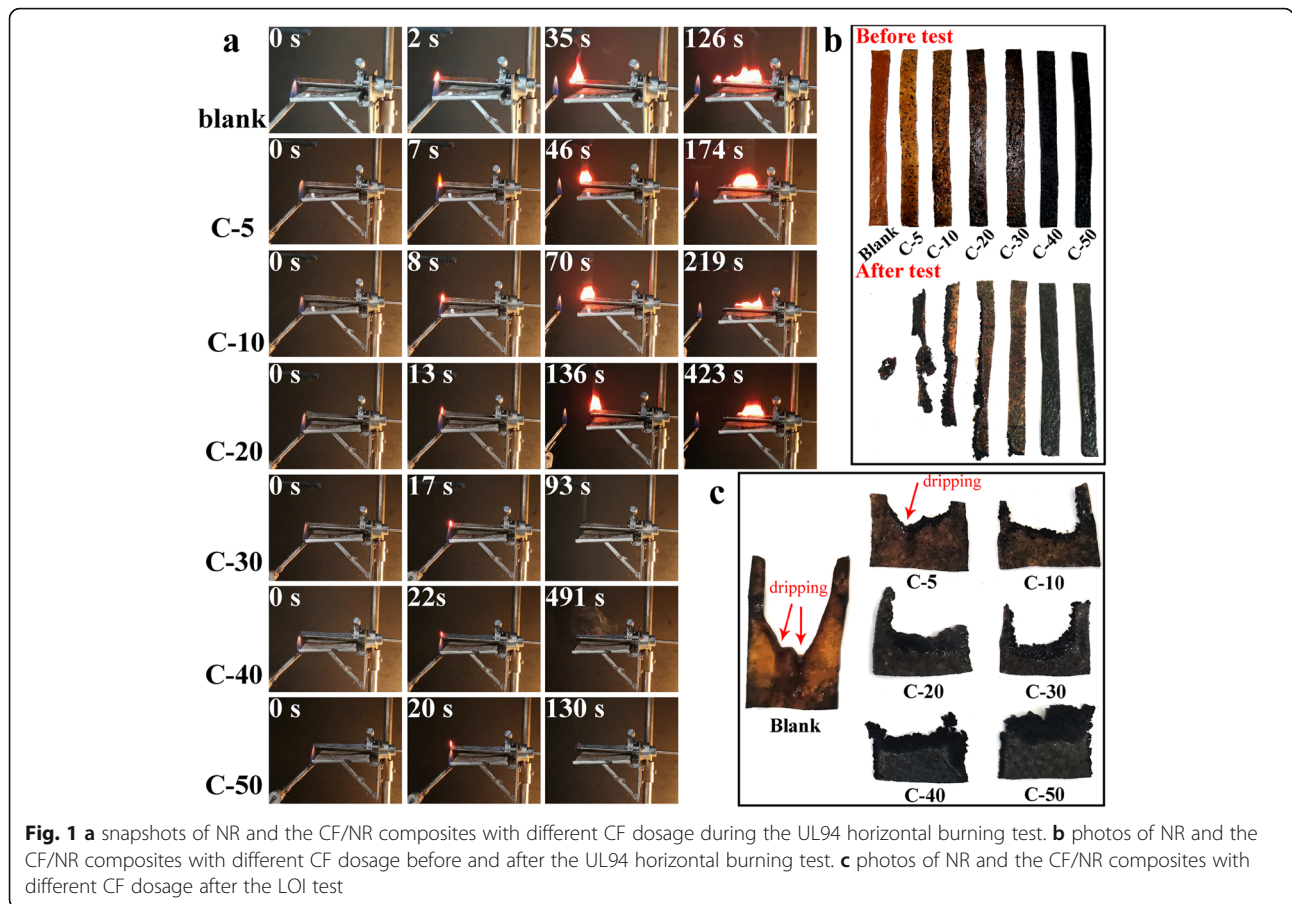 a
0 s 2 s 35 s 126 s
blank
0 s 7 s 46 s 174 s
C-5
0 s 8 s 70 s 219 s
C-10
0 s 13 s 136 s 423 s
C-20
0 s 17 s 93 s
C-30
0 s 22s 491 s
C-40
0 s 20 s 130 s
C-50
b
Before test
Blank C-5 C-10 C-20 C-30 C-40 C-50
After test
c
dripping
C-5 C-10
dripping
C-20 C-30
Blank
C-40 C-50
Fig. 1 a snapshots of NR and the CF/NR composites with different CF dosage during the UL94 horizontal burning test. b photos of NR and the
CF/NR composites with different CF dosage before and after the UL94 horizontal burning test. c photos of NR and the CF/NR composites with
different CF dosage after the LOI test